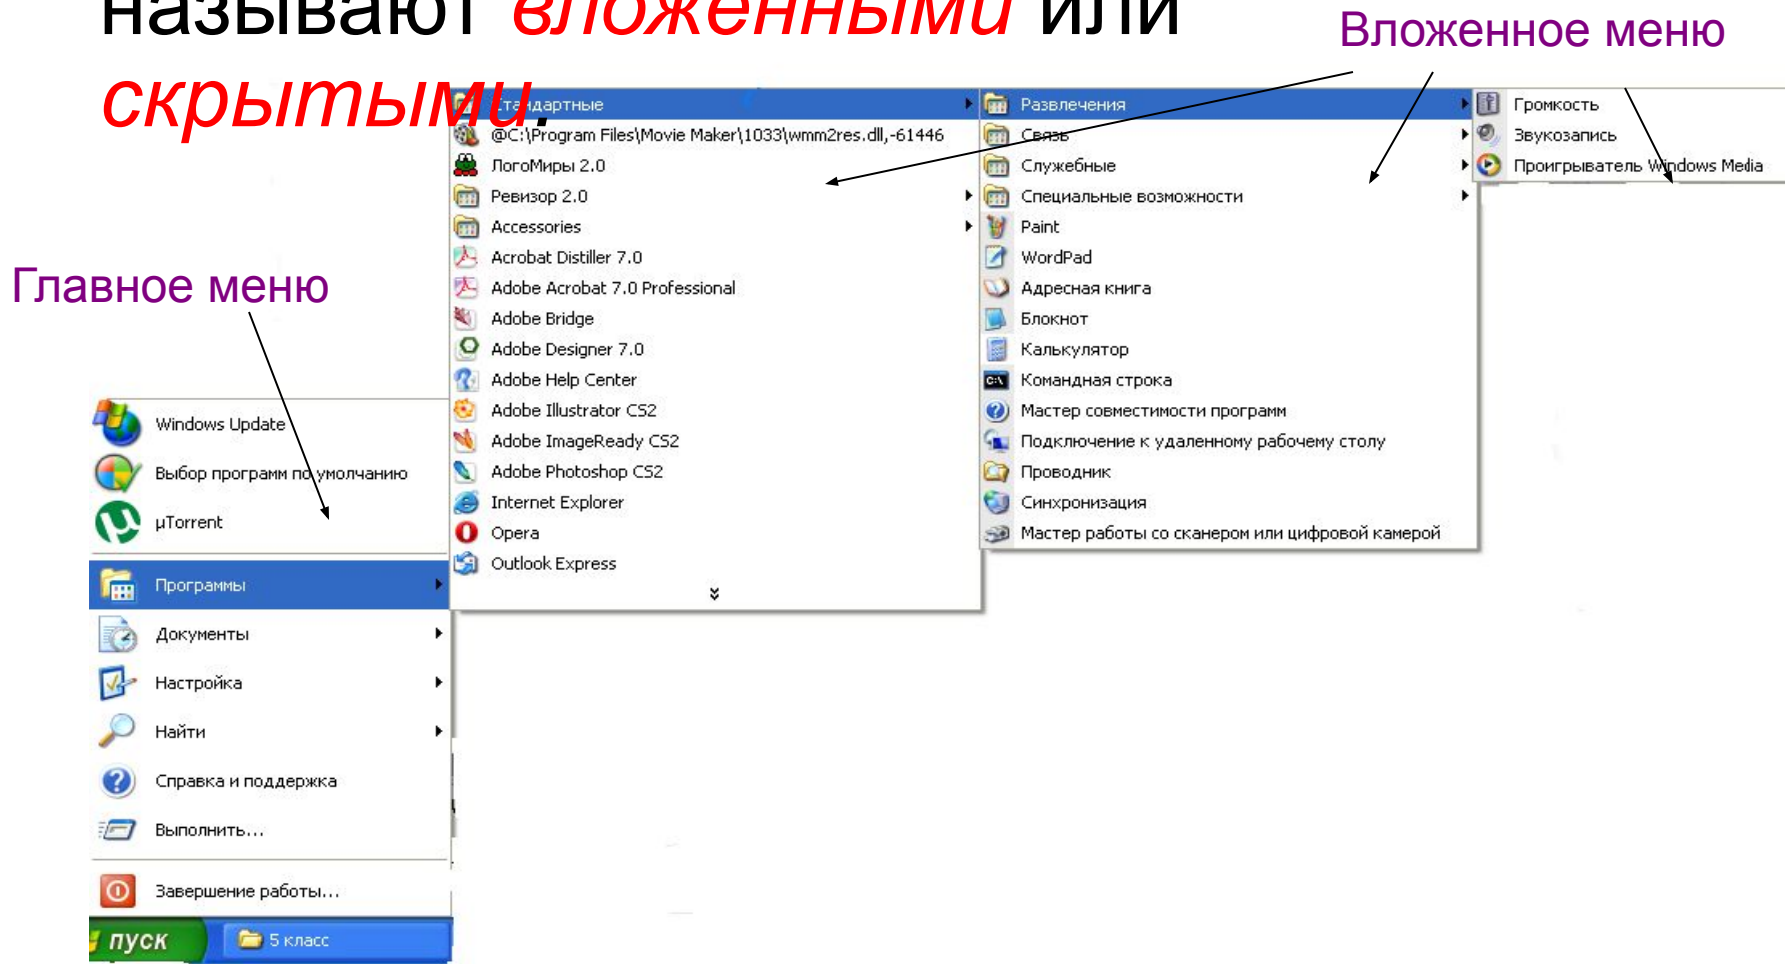 называют вложенными или
скрытыми.
Вложенное меню
Главное меню
Стандартные
@C:\Program Files\Movie Maker\1033\wmm2res.dll,-61446
ЛогоМиры 2.0
Ревизор 2.0
Accessories
Acrobat Distiller 7.0
Adobe Acrobat 7.0 Professional
Adobe Bridge
Adobe Designer 7.0
Adobe Help Center
Adobe Illustrator CS2
Adobe ImageReady CS2
Adobe Photoshop CS2
Internet Explorer
Opera
Outlook Express
Развлечения
Связь
Служебные
Специальные возможности
Paint
WordPad
Адресная книга
Блокнот
Калькулятор
Командная строка
Мастер совместимости программ
Подключение к удаленному рабочему столу
Проводник
Синхронизация
Мастер работы со сканером или цифровой камерой
Громкость
Звукозапись
Проигрыватель Windows Media
Windows Update
Выбор программ по умолчанию
µTorrent
Программы
Документы
Настройка
Найти
Справка и поддержка
Выполнить...
Завершение работы...
пуск
5 класс